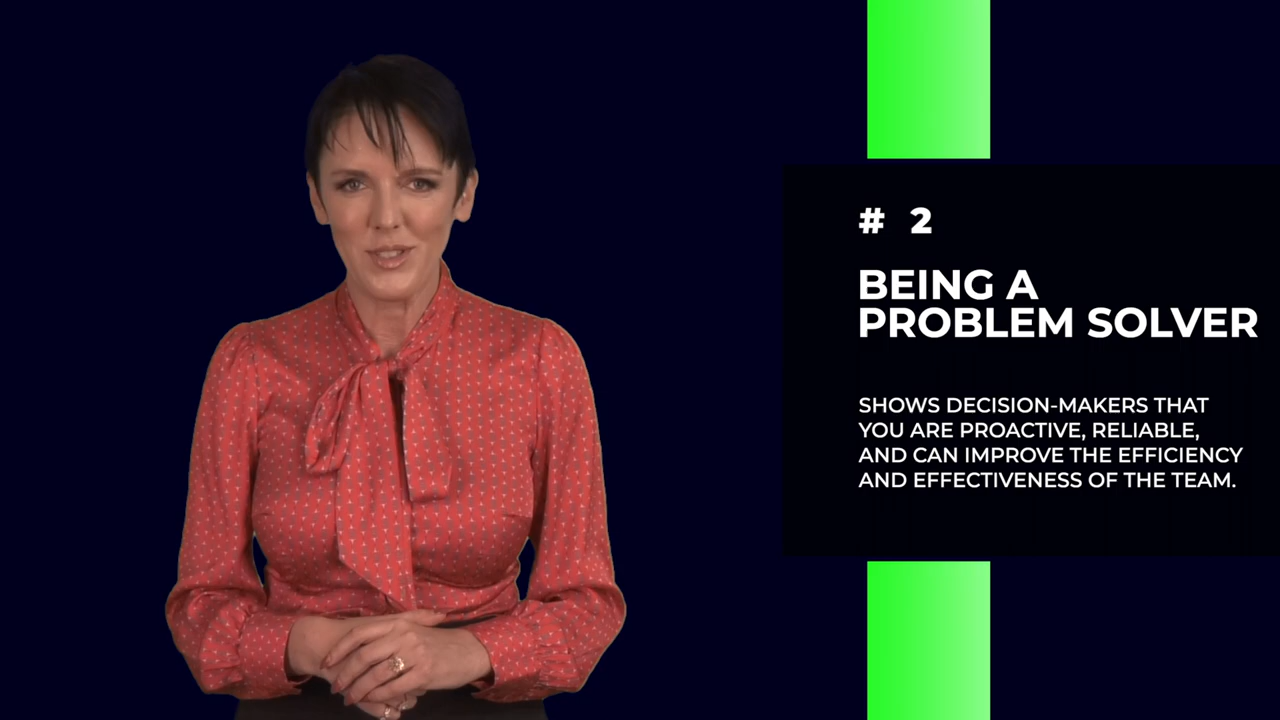 # 2
BEING A
PROBLEM SOLVER
SHOWS DECISION-MAKERS THAT
YOU ARE PROACTIVE, RELIABLE,
AND CAN IMPROVE THE EFFICIENCY
AND EFFECTIVENESS OF THE TEAM.